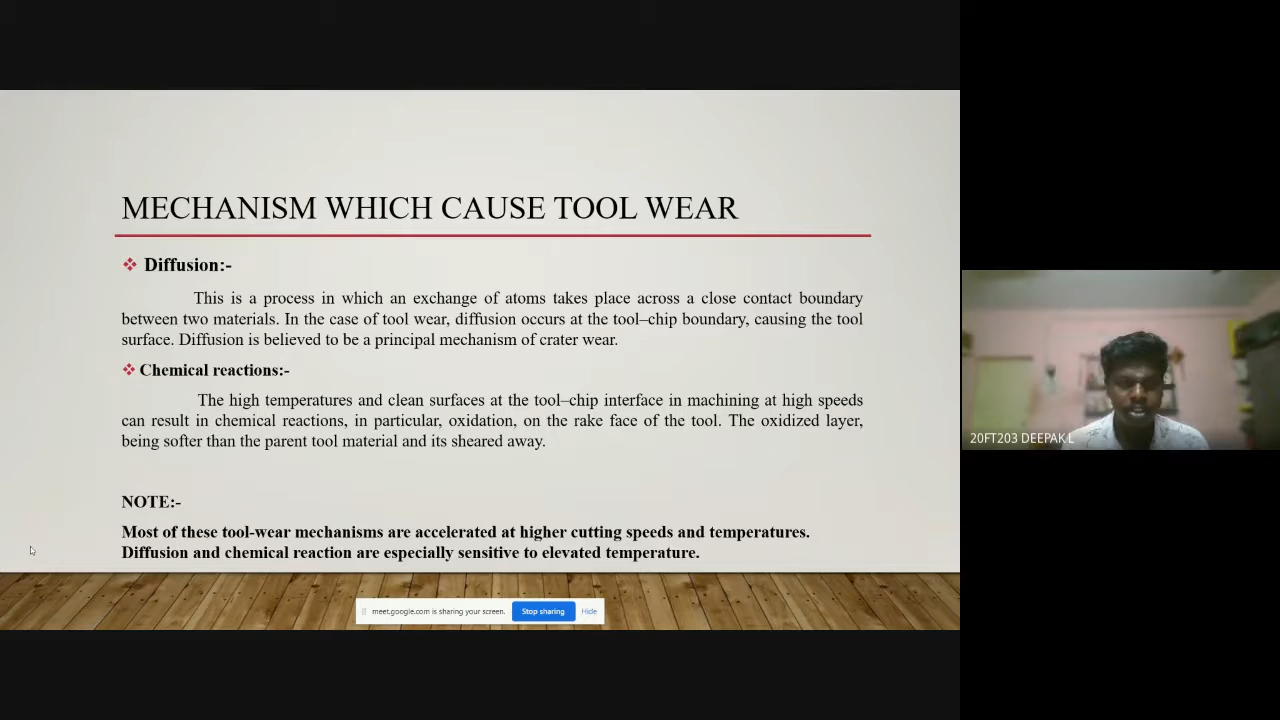 MECHANISM WHICH CAUSE TOOL WEAR
Diffusion:-
This is a process in which an exchange of atoms takes place across a close contact boundary
between two materials. In the case of tool wear, diffusion occurs at the tool–chip boundary, causing the tool
surface. Diffusion is believed to be a principal mechanism of crater wear.
Chemical reactions:-
The high temperatures and clean surfaces at the tool–chip interface in machining at high speeds
can result in chemical reactions, in particular, oxidation, on the rake face of the tool. The oxidized layer,
being softer than the parent tool material and its sheared away.
NOTE:-
Most of these tool-wear mechanisms are accelerated at higher cutting speeds and temperatures.
Diffusion and chemical reaction are especially sensitive to elevated temperature.
meet.google.com is sharing your screen. Stop sharing Hide
20FT203 DEEPAK L